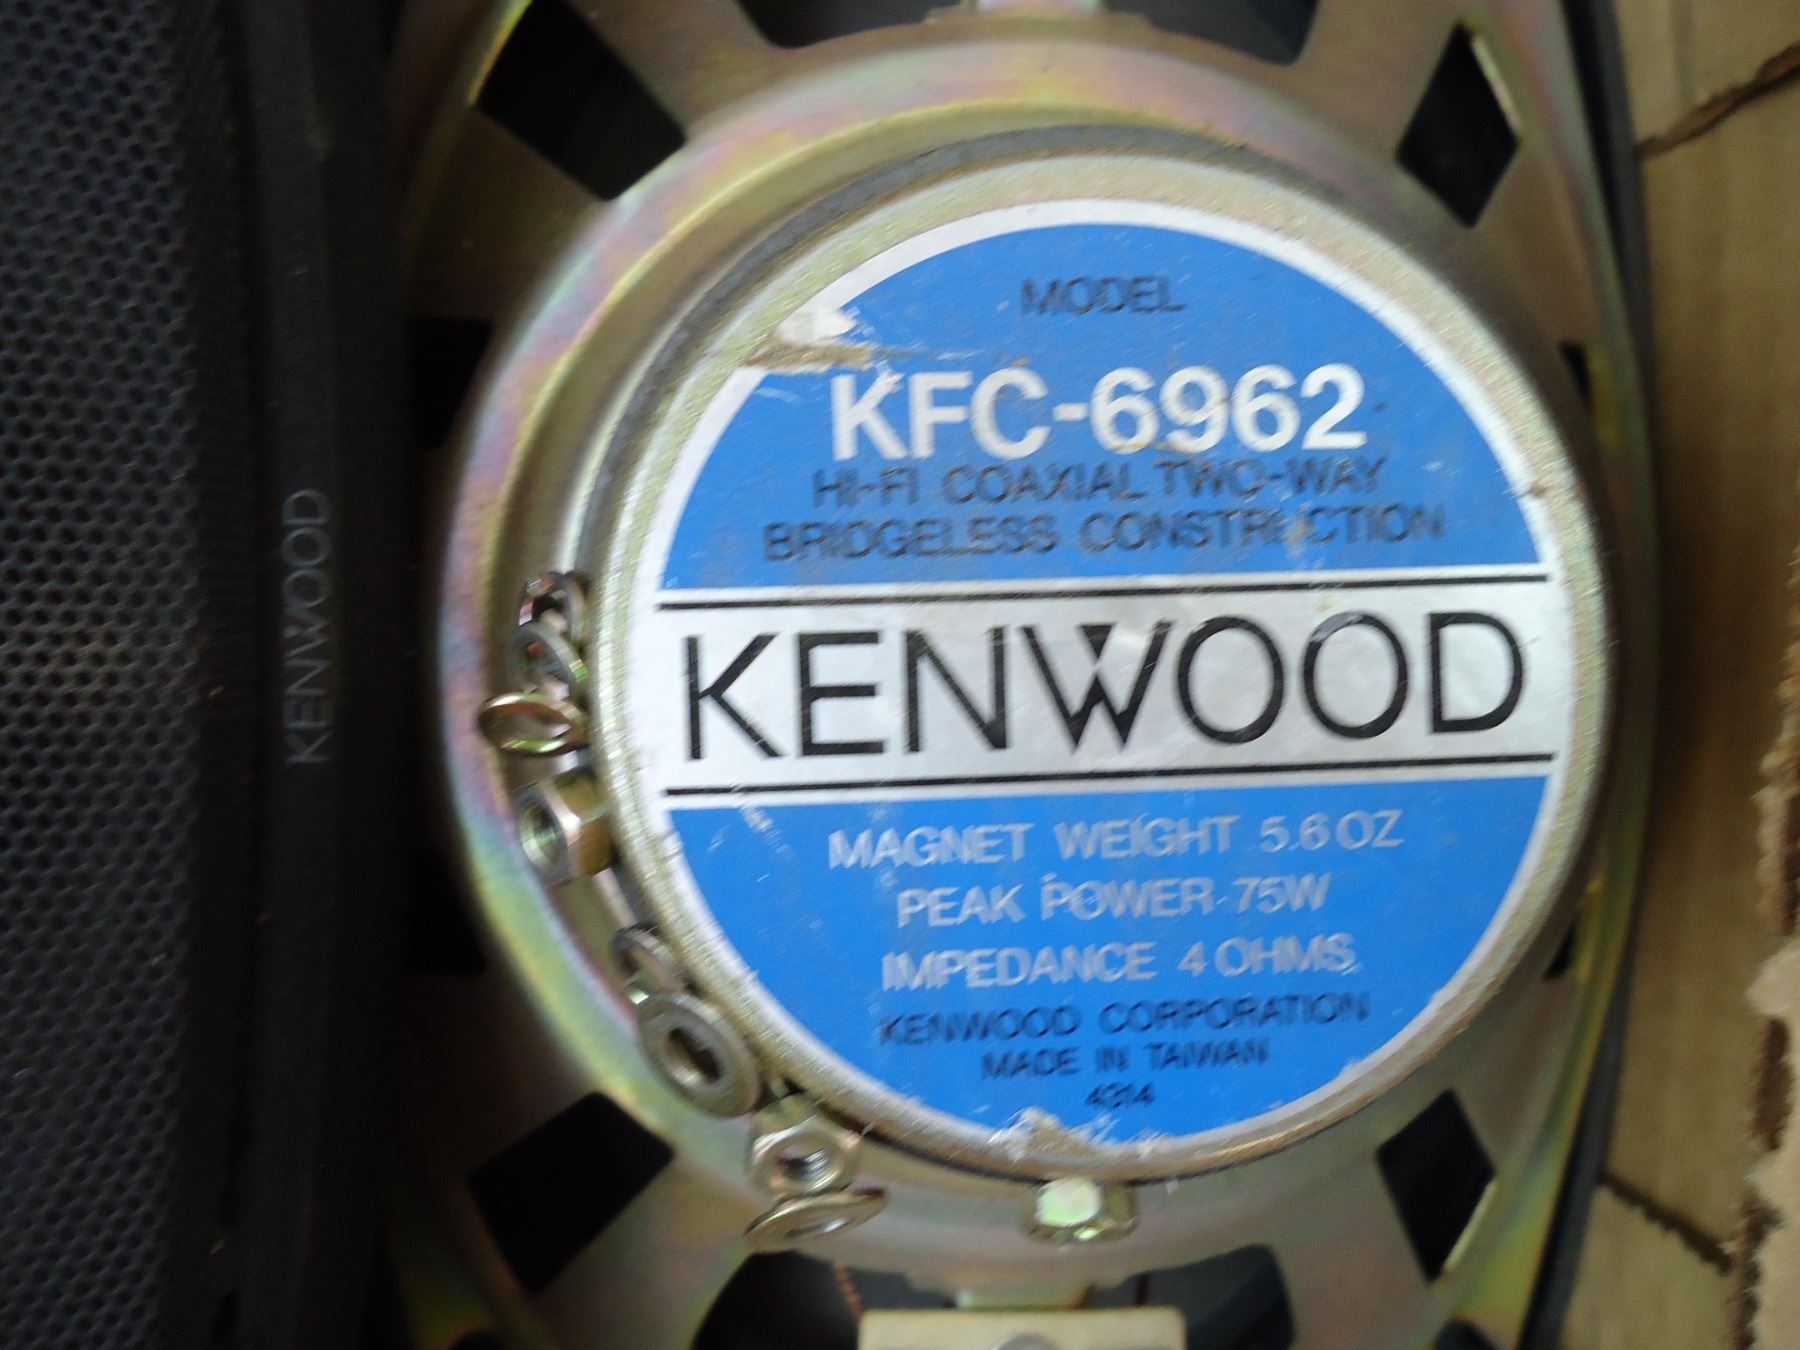 KENWOOD
MODEL
KFC-6962
HI-FI COAXIAL TWO-WAY
BRIDGELESS CONSTRUCTION
KENWOOD
MAGNET WEIGHT 5.6 OZ
PEAK POWER 75W
IMPEDANCE 4 OHMS
KENWOOD CORPORATION
MADE IN TAIWAN
4314